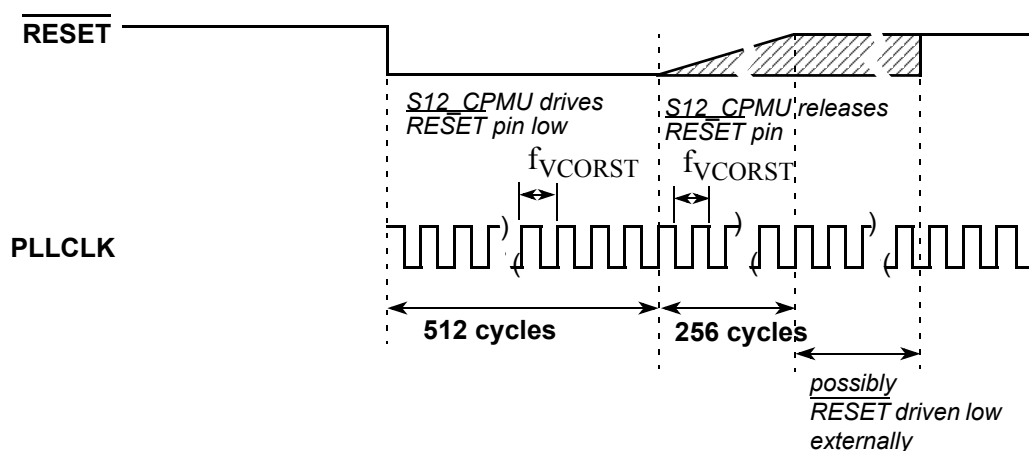 RESET
S12_CPMU drives
RESET pin low
S12_CPMU releases
RESET pin
fVCORST
fVCORST
PLLCLK
512 cycles
256 cycles
possibly
RESET driven low
externally